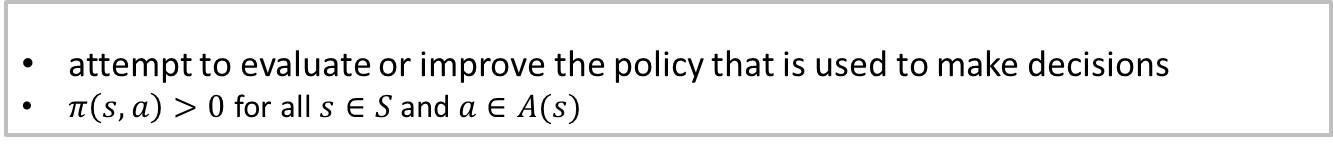 • attempt to evaluate or improve the policy that is used to make decisions
• π(s, a) > 0 for all s ∈ S and a ∈ A(s)